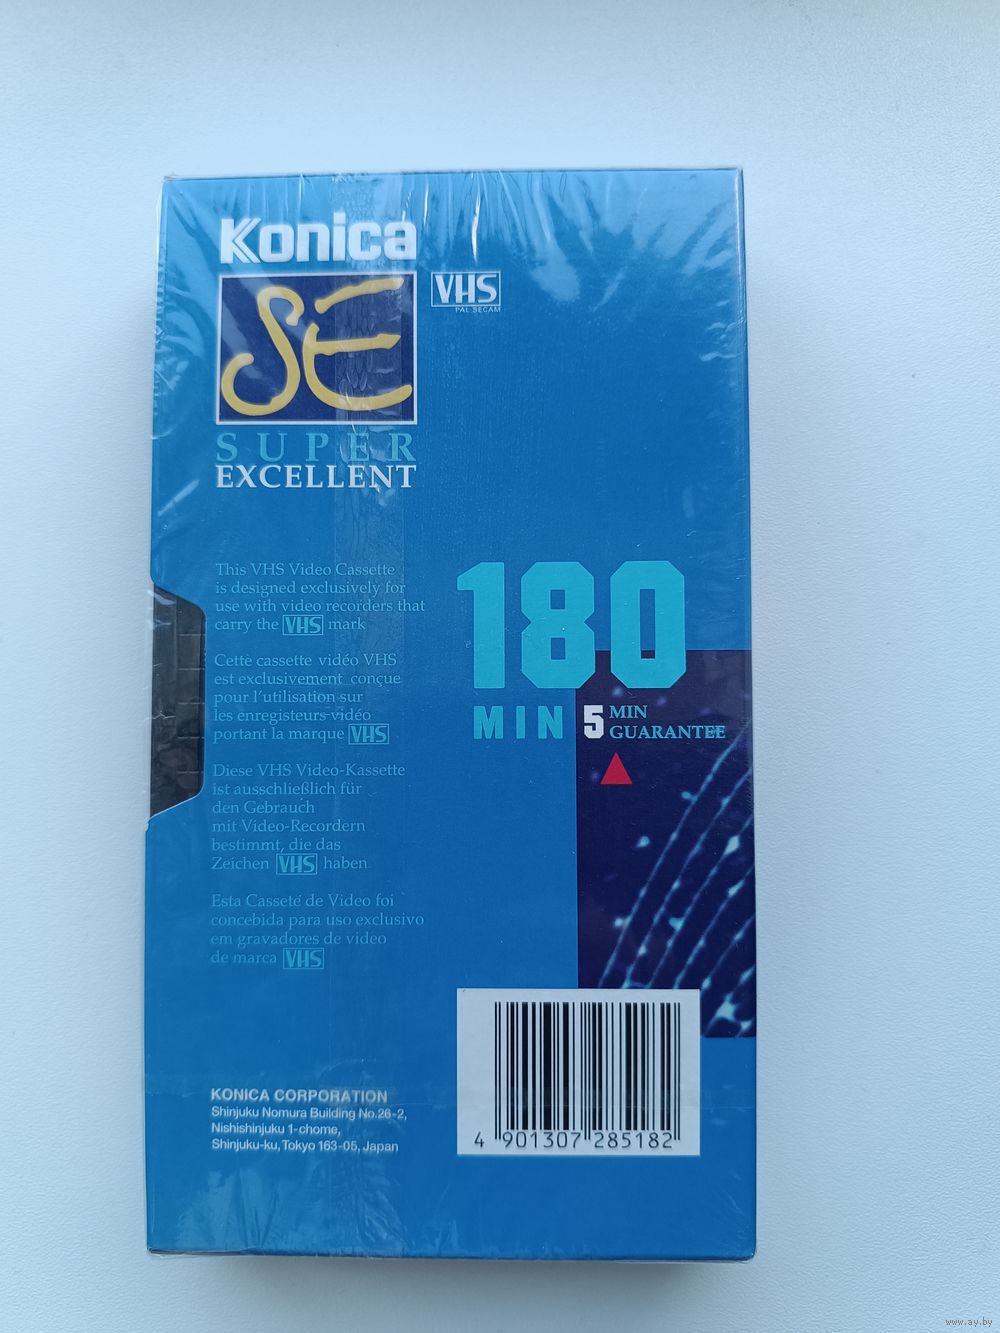 Konica
SE
VHS
PAL SECAM
SUPER
EXCELLENT
This VHS Video Cassette
is designed exclusively for
use with video recorders that
carry the VHS mark
Cette cassette vidéo VHS
est exclusivement conçue
pour l'utilisation sur
les enregisteurs vidéo
portant la marque VHS
Diese VHS Video-Kassette
ist ausschließlich für
den Gebrauch
mit Video-Recordern
bestimmt, die das
Zeichen VHS haben
Esta Casseté de Video foi
concebida para uso exclusivo
em gravadores de video
de marca VHS
180
MIN
5 MIN
GUARANTEE
KONICA CORPORATION
Shinjuku Nomura Building No.26-2,
Nishishinjuku 1-chome,
Shinjuku-ku, Tokyo 163-05, Japan
4 901307 285182
www.ay.by